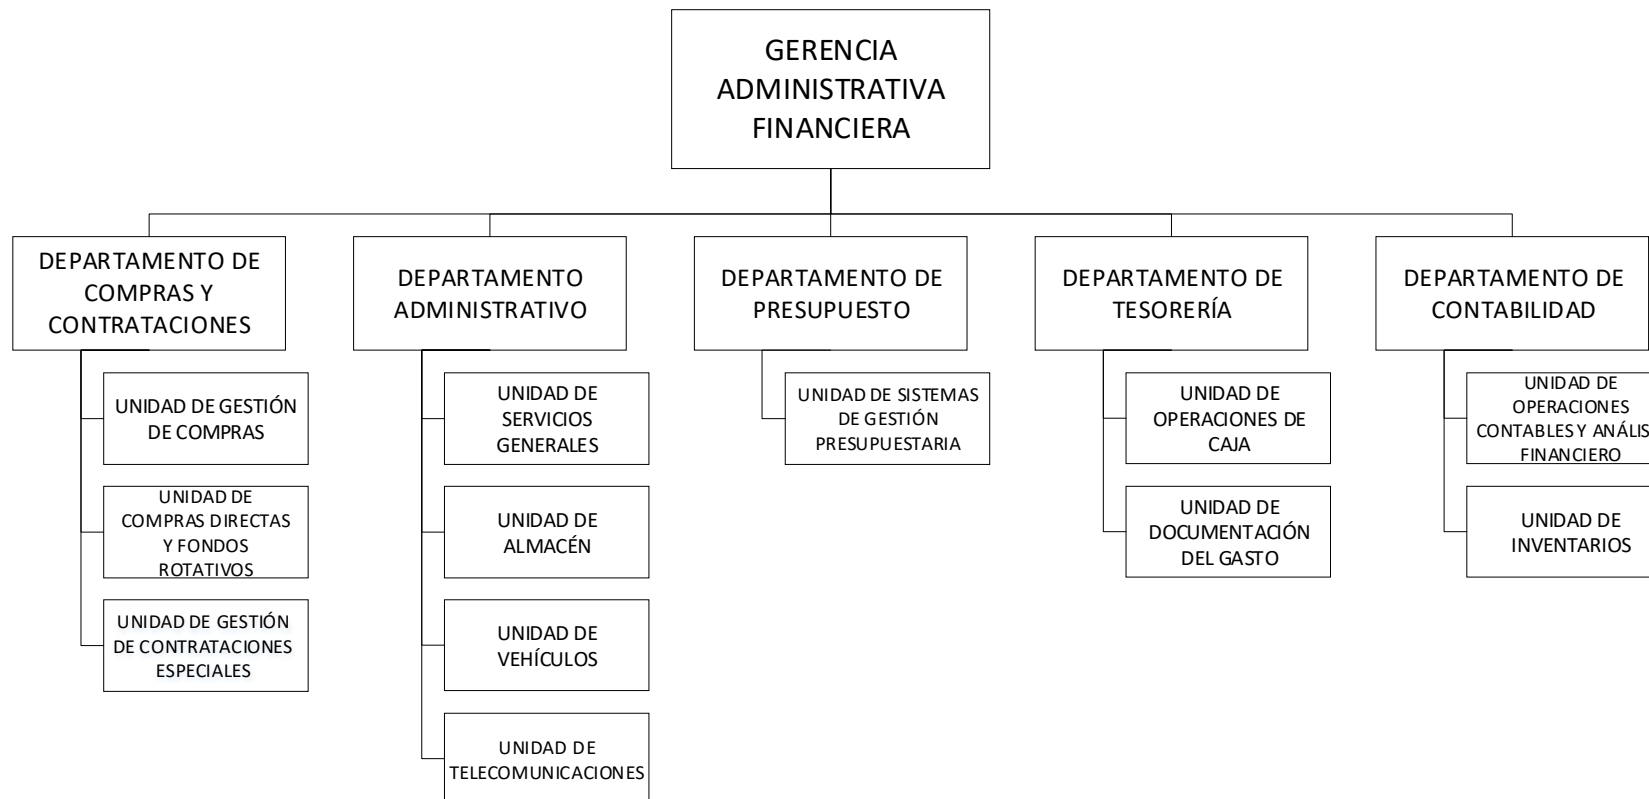 GERENCIA
ADMINISTRATIVA
FINANCIERA
DEPARTAMENTO DE
COMPRAS Y
CONTRATACIONES
UNIDAD DE GESTIÓN
DE COMPRAS
UNIDAD DE
COMPRAS DIRECTAS
Y FONDOS
ROTATIVOS
UNIDAD DE GESTIÓN
DE CONTRATACIONES
ESPECIALES
DEPARTAMENTO
ADMINISTRATIVO
UNIDAD DE
SERVICIOS
GENERALES
UNIDAD DE
ALMACÉN
UNIDAD DE
VEHÍCULOS
UNIDAD DE
TELECOMUNICACIONES
DEPARTAMENTO DE
PRESUPUESTO
UNIDAD DE SISTEMAS
DE GESTIÓN
PRESUPUESTARIA
DEPARTAMENTO DE
TESORERÍA
UNIDAD DE
OPERACIONES DE
CAJA
UNIDAD DE
DOCUMENTACIÓN
DEL GASTO
DEPARTAMENTO DE
CONTABILIDAD
UNIDAD DE
OPERACIONES
CONTABLES Y ANÁLIS
FINANCIERO
UNIDAD DE
INVENTARIOS